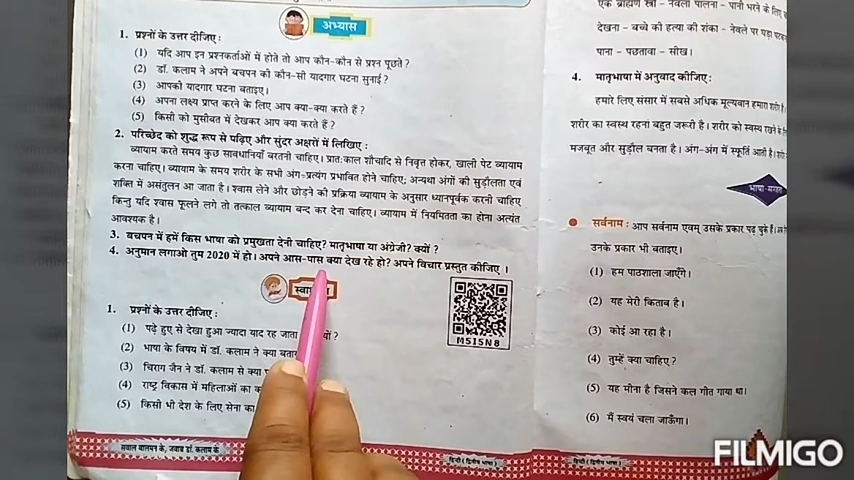 अभ्यास
1. प्रश्नों के उत्तर दीजिए :
(1) यदि आप इन प्रश्नकर्ताओं में होते तो आप कौन-कौन से प्रश्न पूछते ?
(2) डॉ. कलाम ने अपने बचपन की कौन-सी यादगार घटना सुनाई ?
(3) आपकी यादगार घटना बताइए।
(4) अपना लक्ष्य प्राप्त करने के लिए आप क्या-क्या करते हैं ?
(5) किसी को मुसीबत में देखकर आप क्या करते हैं ?
2. परिच्छेद को शुद्ध रूप से पढ़िए और सुंदर अक्षरों में लिखिए :
व्यायाम करते समय कुछ सावधानियाँ बरतनी चाहिए। प्रात:काल शौचादि से निवृत्त होकर, खाली पेट व्यायाम
करना चाहिए। व्यायाम के समय शरीर के सभी अंग-प्रत्यंग प्रभावित होने चाहिए; अन्यथा अंगों की सुडौलता एवं
शक्ति में असंतुलन आ जाता है। श्वास लेने और छोड़ने की प्रक्रिया व्यायाम के अनुसार ध्यानपूर्वक करनी चाहिए
किन्तु यदि श्वास फूलने लगे तो तत्काल व्यायाम बन्द कर देना चाहिए। व्यायाम में नियमितता का होना अत्यंत
आवश्यक है।
3. बचपन में हमें किस भाषा को प्रमुखता देनी चाहिए? मातृभाषा या अंग्रेजी? क्यों ?
4. अनुमान लगाओ तुम 2020 में हो। अपने आस-पास क्या देख रहे हो? अपने विचार प्रस्तुत कीजिए ।
1. प्रश्नों के उत्तर दीजिए :
(1) पढ़े हुए से देखा हुआ ज्यादा याद रह जाता
(2) भाषा के विषय में डॉ. कलाम ने क्या
(3) चिराग जैन ने डॉ. कलाम से क्या
(4) राष्ट्र विकास में महिलाओं का
(5) किसी भी देश के लिए सेना का
M515N8
सवाल बालमन के, जवाब डॉ. कलाम के
हिन्दी (द्वितीय भाषा)
एक ब्राह्मण स्त्री - नेवला पालना - पानी भरने के लिए
देखना - बच्चे की हत्या की शंका - नेवले पर घड़ा
पाना - पछतावा - सीख।
4. मातृभाषा में अनुवाद कीजिए :
हमारे लिए संसार में सबसे अधिक मूल्यवान हमारा शरीर है।
शरीर का स्वस्थ रहना बहुत जरूरी है। शरीर को स्वस्थ रखने के
मजबूत और सुडौल बनता है। अंग-अंग में स्फूर्ति आती है।
सर्वनाम : आप सर्वनाम एवम् उसके प्रकार पढ़ चुके हैं।
उनके प्रकार भी बताइए।
(1) हम पाठशाला जाएँगे।
(2) यह मेरी किताब है।
(3) कोई आ रहा है।
(4) तुम्हें क्या चाहिए ?
(5) यह मीना है जिसने कल गीत गाया था।
(6) मैं स्वयं चला जाऊँगा।
हिन्दी (द्वितीय भाषा)
FILMIGO